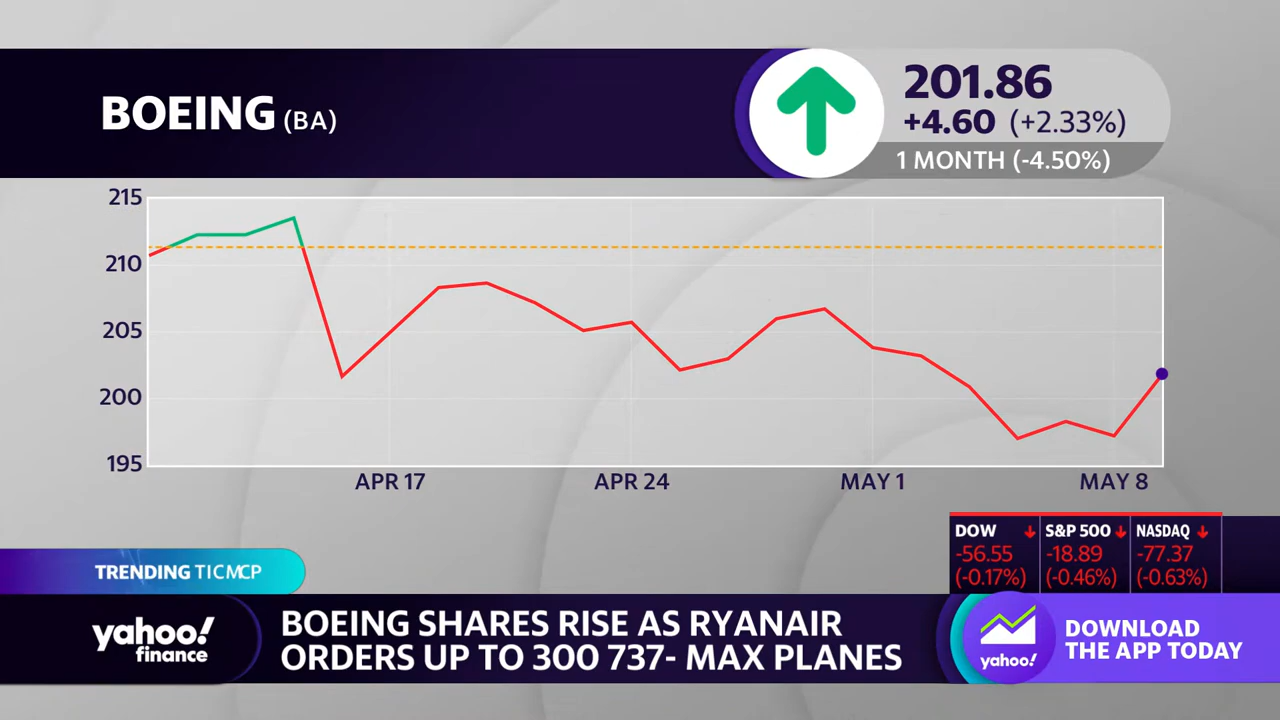 BOEING (BA)
201.86
+4.60 (+2.33%)
1 MONTH (-4.50%)
215
210
205
200
195
APR 17
APR 24
MAY 1
MAY 8
DOW
-56.55
(-0.17%)
S&P 500
-18.89
(-0.46%)
NASDAQ
-77.37
(-0.63%)
TRENDING
yahoo!
finance
BOEING SHARES RISE AS RYANAIR
ORDERS UP TO 300 737- MAX PLANES
yahoo!
DOWNLOAD
THE APP TODAY